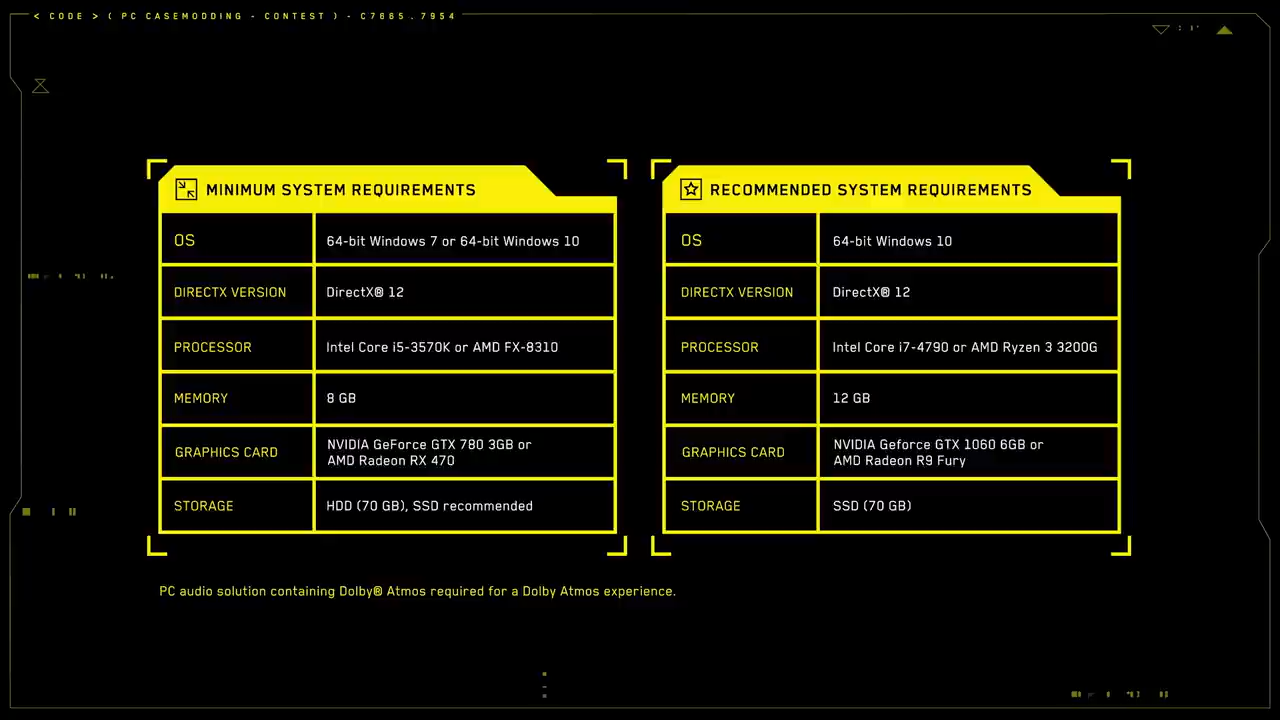 < CODE > ( PC CASEMODDING - CONTEST ) - C7865.7954
MINIMUM SYSTEM REQUIREMENTS
OS
64-bit Windows 7 or 64-bit Windows 10
DIRECTX VERSION
DirectX® 12
PROCESSOR
Intel Core i5-3570K or AMD FX-8310
MEMORY
8 GB
GRAPHICS CARD
NVIDIA GeForce GTX 780 3GB or
AMD Radeon RX 470
STORAGE
HDD (70 GB), SSD recommended
RECOMMENDED SYSTEM REQUIREMENTS
OS
64-bit Windows 10
DIRECTX VERSION
DirectX® 12
PROCESSOR
Intel Core i7-4790 or AMD Ryzen 3 3200G
MEMORY
12 GB
GRAPHICS CARD
NVIDIA Geforce GTX 1060 6GB or
AMD Radeon R9 Fury
STORAGE
SSD (70 GB)
PC audio solution containing Dolby® Atmos required for a Dolby Atmos experience.